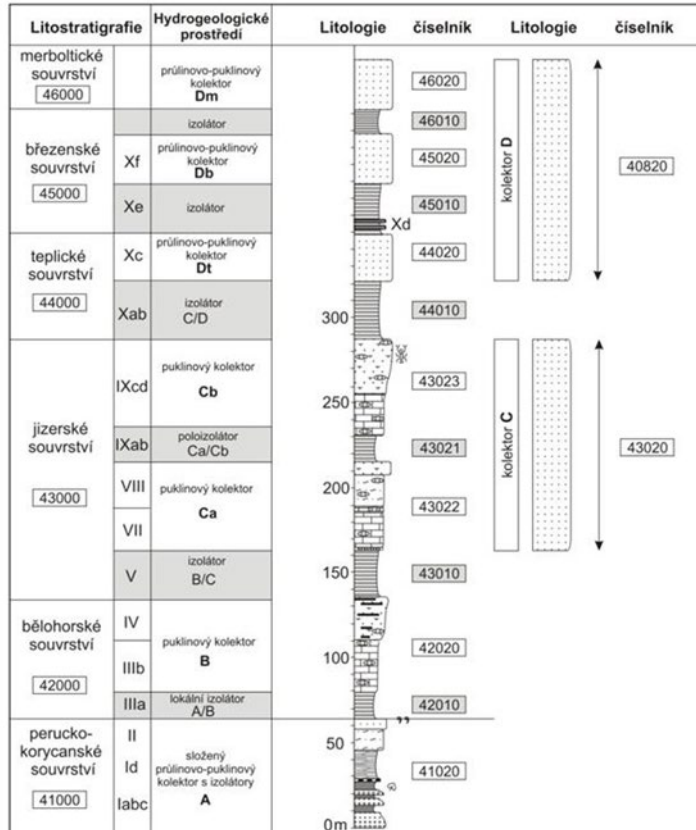 Litostratigrafie
Hydrogeologické
prostředí
Litologie
číselník
Litologie
číselník
merboltické
souvrství
46000
průlinovo-puklinový
kolektor
Dm
46020
izolátor
46010
březenské
souvrství
45000
Xf
průlinovo-puklinový
kolektor
Db
45020
Xe
izolátor
45010
Xd
teplické
souvrství
44000
Xc
průlinovo-puklinový
kolektor
Dt
44020
Xab
izolátor
C/D
300
44010
kolektor D
40820
jizerské
souvrství
43000
IXcd
puklinový kolektor
Cb
250
43023
IXab
poloizolátor
Ca/Cb
43021
VIII
VII
puklinový kolektor
Ca
200
43022
V
izolátor
B/C
150
43010
kolektor C
43020
bělohorské
souvrství
42000
IV
IIIb
puklinový kolektor
B
100
42020
IIIa
lokální izolátor
A/B
42010
perucko-
korycanské
souvrství
41000
II
Id
Iabc
složený
průlinovo-puklinový
kolektor s izolátory
A
50
41020
0m